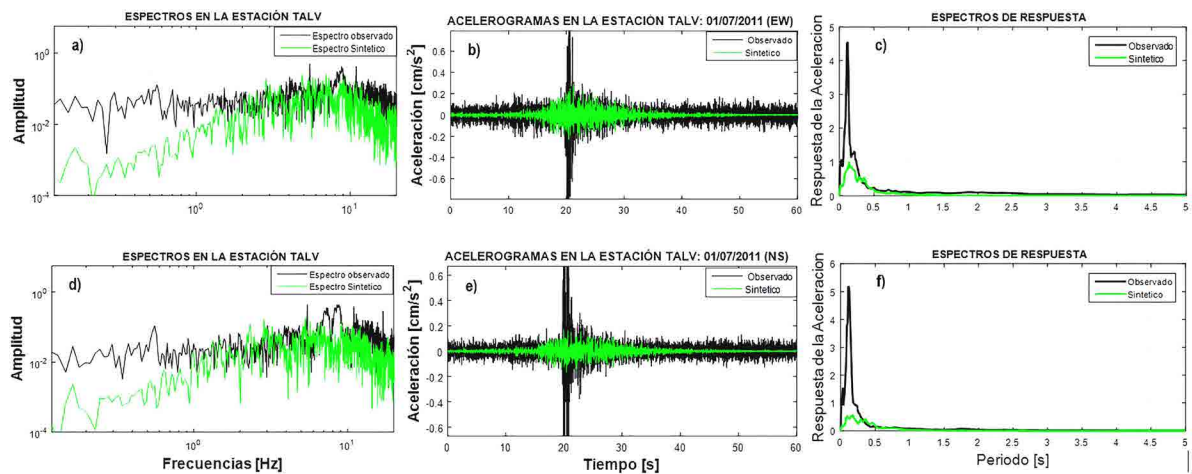 ESPECTROS EN LA ESTACIÓN TALV
a)
Espectro observado
Espectro Sintetico
Amplitud
10^0
10^-2
10^-4
10^0
10^1
ACELEROGRAMAS EN LA ESTACIÓN TALV: 01/07/2011 (EW)
b)
Observado
Sintético
Aceleración [cm/s²]
0.6
0.4
0.2
0
-0.2
-0.4
-0.6
0
10
20
30
40
50
60
ESPECTROS DE RESPUESTA
c)
Observado
Sintético
Respuesta de la Aceleracion
5
4
3
2
1
0
0
0.5
1
1.5
2
2.5
3
3.5
4
4.5
5
ESPECTROS EN LA ESTACIÓN TALV
d)
Espectro observado
Espectro Sintético
Amplitud
10^0
10^-2
10^-4
10^0
10^1
Frecuencias [Hz]
ACELEROGRAMAS EN LA ESTACIÓN TALV: 01/07/2011 (NS)
e)
Observado
Sintético
Aceleración [cm/s²]
0.6
0.4
0.2
0
-0.2
-0.4
-0.6
0
10
20
30
40
50
60
Tiempo [s]
ESPECTROS DE RESPUESTA
f)
Observado
Sintético
Respuesta de la Aceleracion
6
5
4
3
2
1
0
0
0.5
1
1.5
2
2.5
3
3.5
4
4.5
5
Periodo [s]